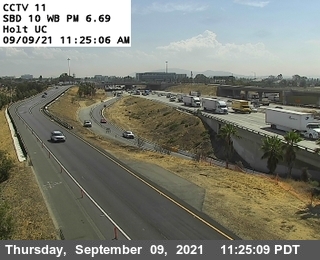 CCTV 11
SBD 10 WB PM 6.69
Holt UC
09/09/21 11:25:06 AM
Thursday, September 09, 2021 11:25:09 PDT